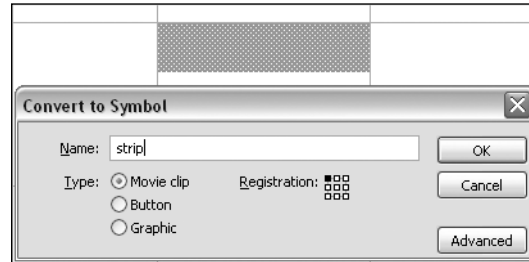 Convert to Symbol
Name: strip OK
Type: Movie clip Registration: Cancel
Button
Graphic
Advanced